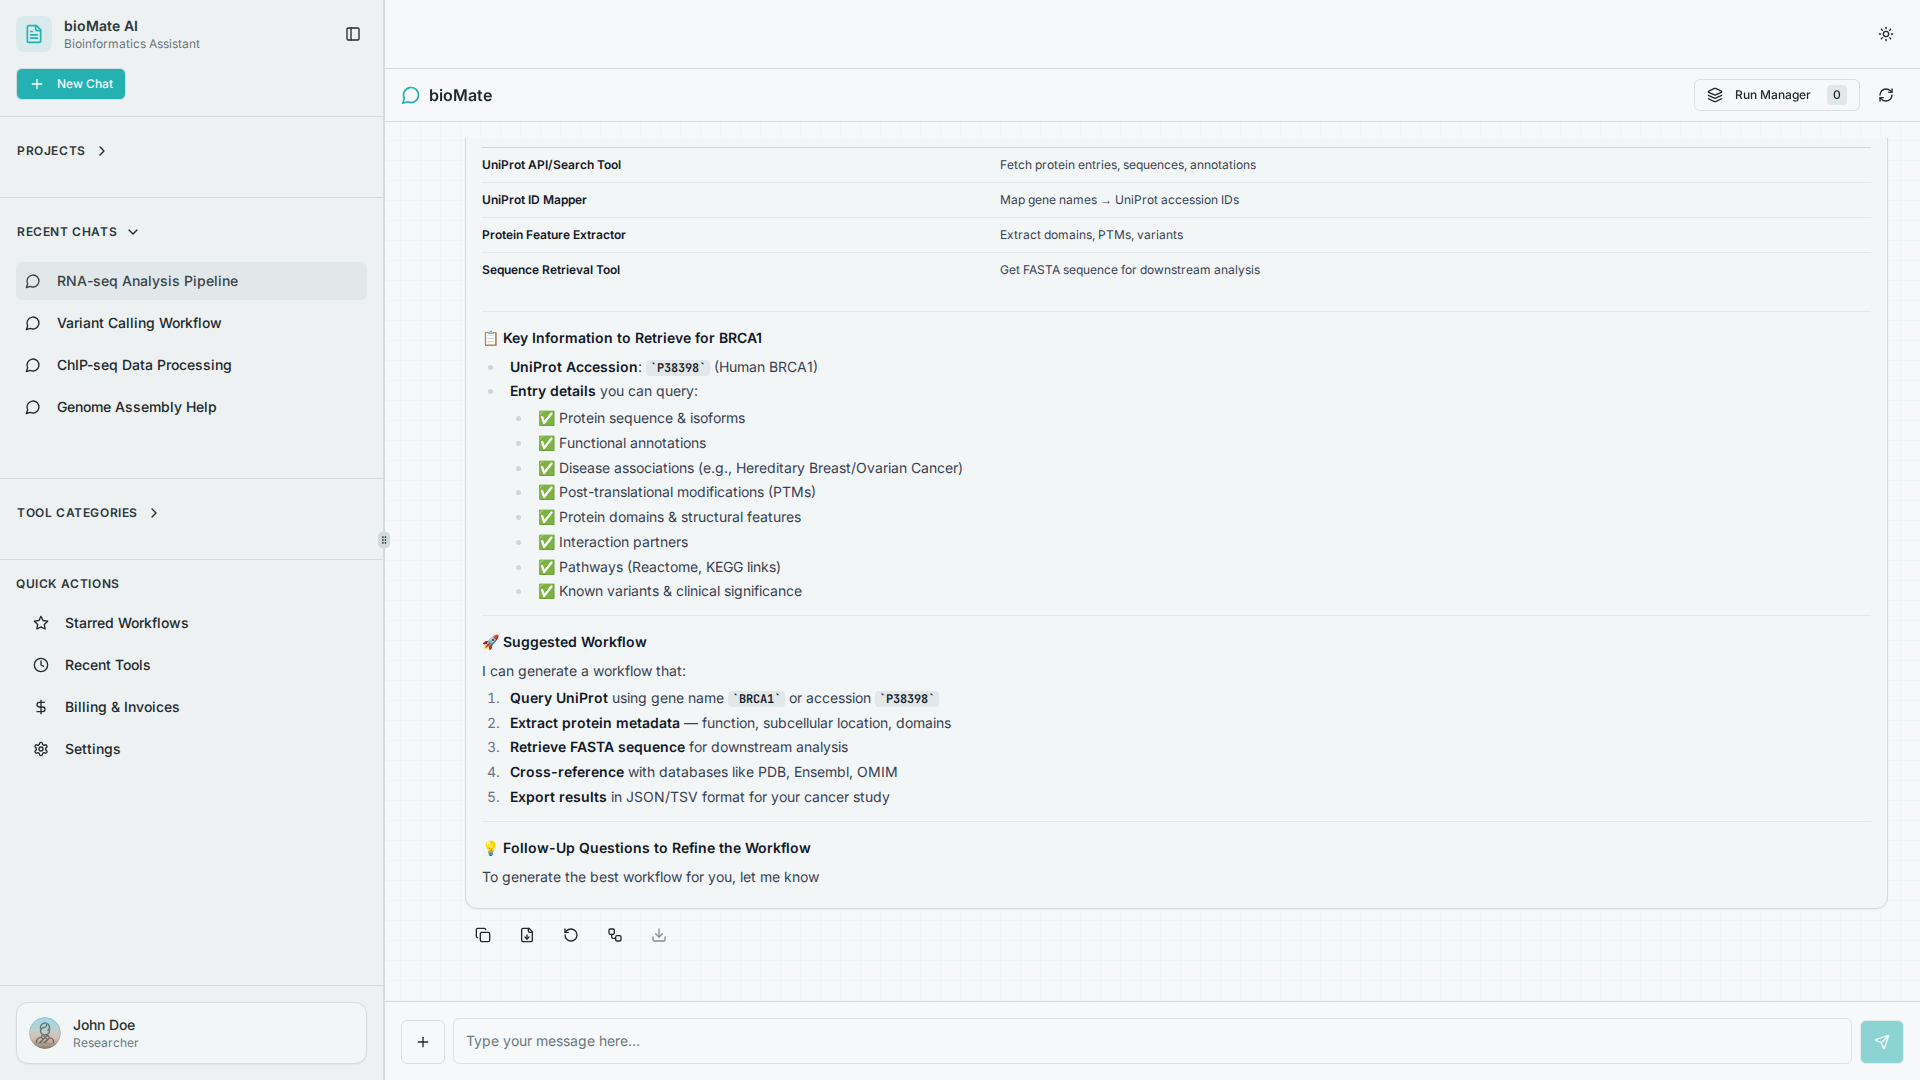 bioMate AI
Bioinformatics Assistant
New Chat
PROJECTS
RECENT CHATS
RNA-seq Analysis Pipeline
Variant Calling Workflow
ChIP-seq Data Processing
Genome Assembly Help
TOOL CATEGORIES
QUICK ACTIONS
Starred Workflows
Recent Tools
Billing & Invoices
Settings
John Doe
Researcher
bioMate
Run Manager 0
UniProt API/Search Tool Fetch protein entries, sequences, annotations
UniProt ID Mapper Map gene names → UniProt accession IDs
Protein Feature Extractor Extract domains, PTMs, variants
Sequence Retrieval Tool Get FASTA sequence for downstream analysis
📋 Key Information to Retrieve for BRCA1
UniProt Accession: `P38398` (Human BRCA1)
Entry details you can query:
✅ Protein sequence & isoforms
✅ Functional annotations
✅ Disease associations (e.g., Hereditary Breast/Ovarian Cancer)
✅ Post-translational modifications (PTMs)
✅ Protein domains & structural features
✅ Interaction partners
✅ Pathways (Reactome, KEGG links)
✅ Known variants & clinical significance
🚀 Suggested Workflow
I can generate a workflow that:
1. Query UniProt using gene name `BRCA1` or accession `P38398`
2. Extract protein metadata — function, subcellular location, domains
3. Retrieve FASTA sequence for downstream analysis
4. Cross-reference with databases like PDB, Ensembl, OMIM
5. Export results in JSON/TSV format for your cancer study
💡 Follow-Up Questions to Refine the Workflow
To generate the best workflow for you, let me know
Type your message here...